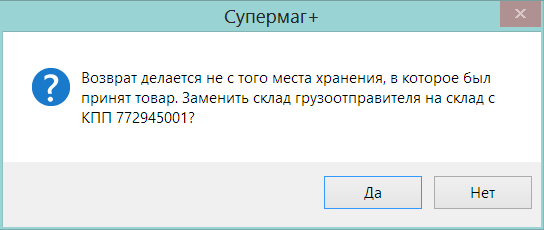 Супермаг+
Возврат делается не с того места хранения, в которое был
принят товар. Заменить склад грузоотправителя на склад с
КПП 772945001?
Да
Нет